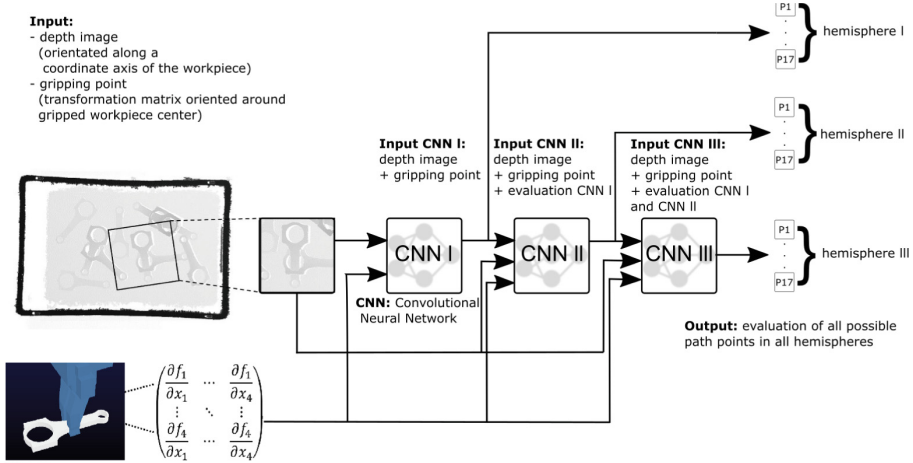 Input:
- depth image
(orientated along a
coordinate axis of the workpiece)
- gripping point
(transformation matrix oriented around
gripped workpiece center)
P1
.
.
.
P17
hemisphere I
P1
.
.
.
P17
hemisphere II
Input CNN I:
depth image
+ gripping point
Input CNN II:
depth image
+ gripping point
+ evaluation CNN I
Input CNN III:
depth image
+ gripping point
+ evaluation CNN I
and CNN II
CNN I
CNN II
CNN III
P1
.
.
.
P17
hemisphere III
CNN: Convolutional
Neural Network
Output: evaluation of all possible
path points in all hemispheres
∂f₁ ... ∂f₁
∂x₁ ∂x₄
⋮ ⋱ ⋮
∂f₄ ... ∂f₄
∂x₁ ∂x₄